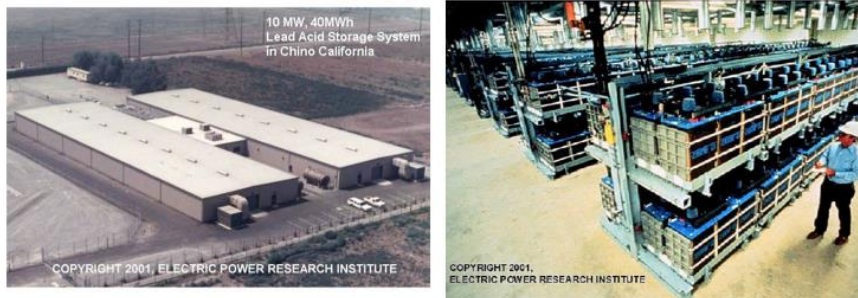 10 MW, 40MWh
Lead Acid Storage System
in Chino California
COPYRIGHT 2001, ELECTRIC POWER RESEARCH INSTITUTE
COPYRIGHT 2001,
ELECTRIC POWER RESEARCH INSTITUTE